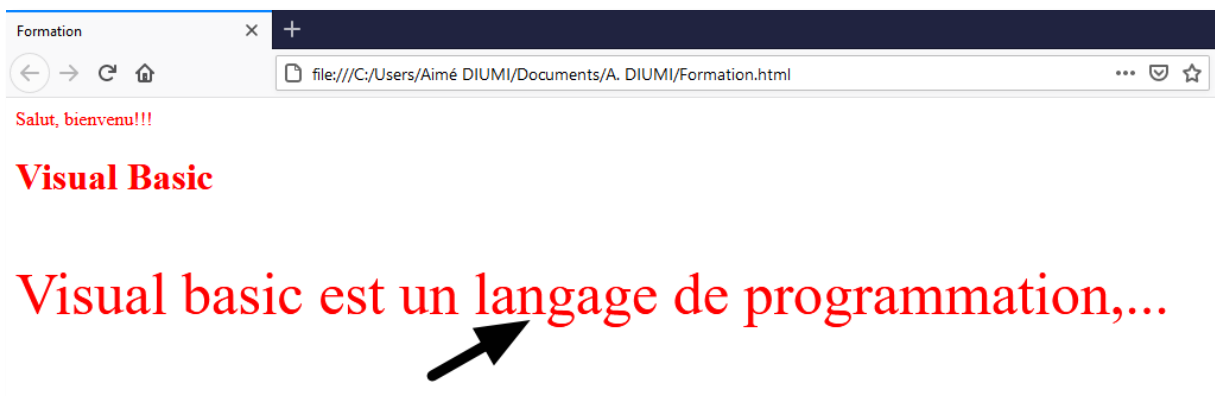 Formation
file:///C:/Users/Aimé DIUMI/Documents/A. DIUMI/Formation.html
Salut, bienvenu!!!
Visual Basic
Visual basic est un langage de programmation,...